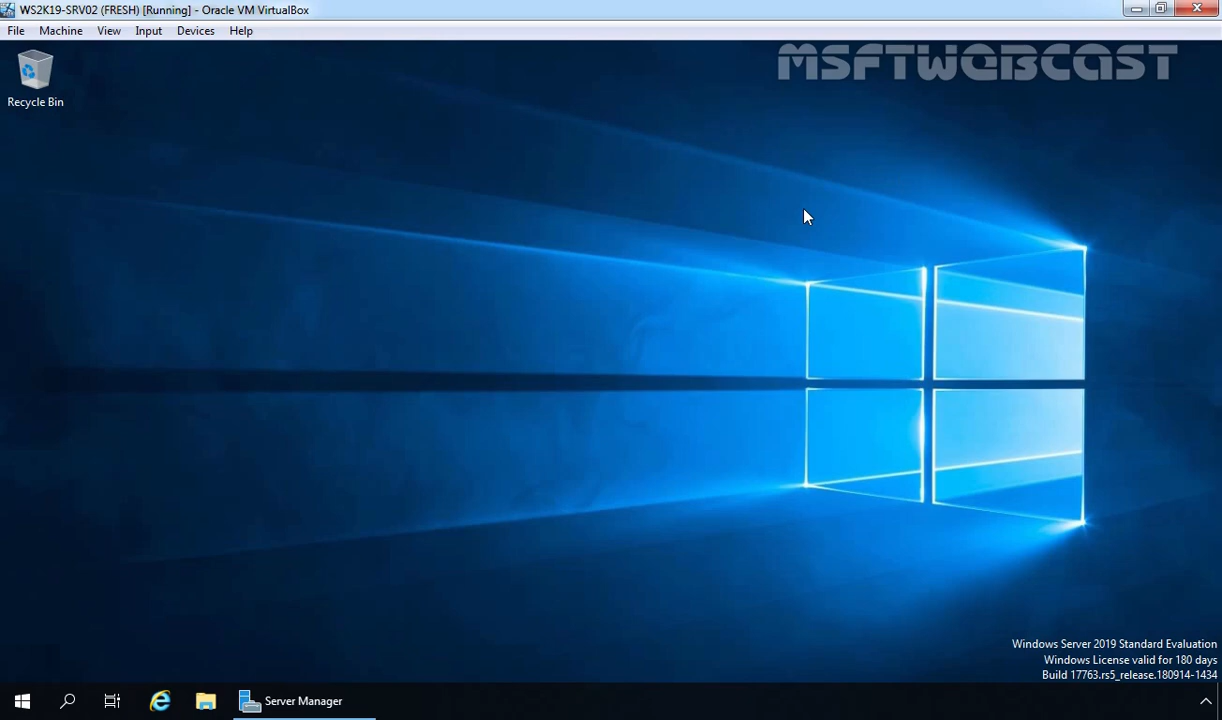 WS2K19-SRV02 (FRESH) [Running] - Oracle VM VirtualBox
File Machine View Input Devices Help
MSFTWEBCAST
Recycle Bin
Windows Server 2019 Standard Evaluation
Windows License valid for 180 days
Build 17763.rs5_release.180914-1434
Server Manager